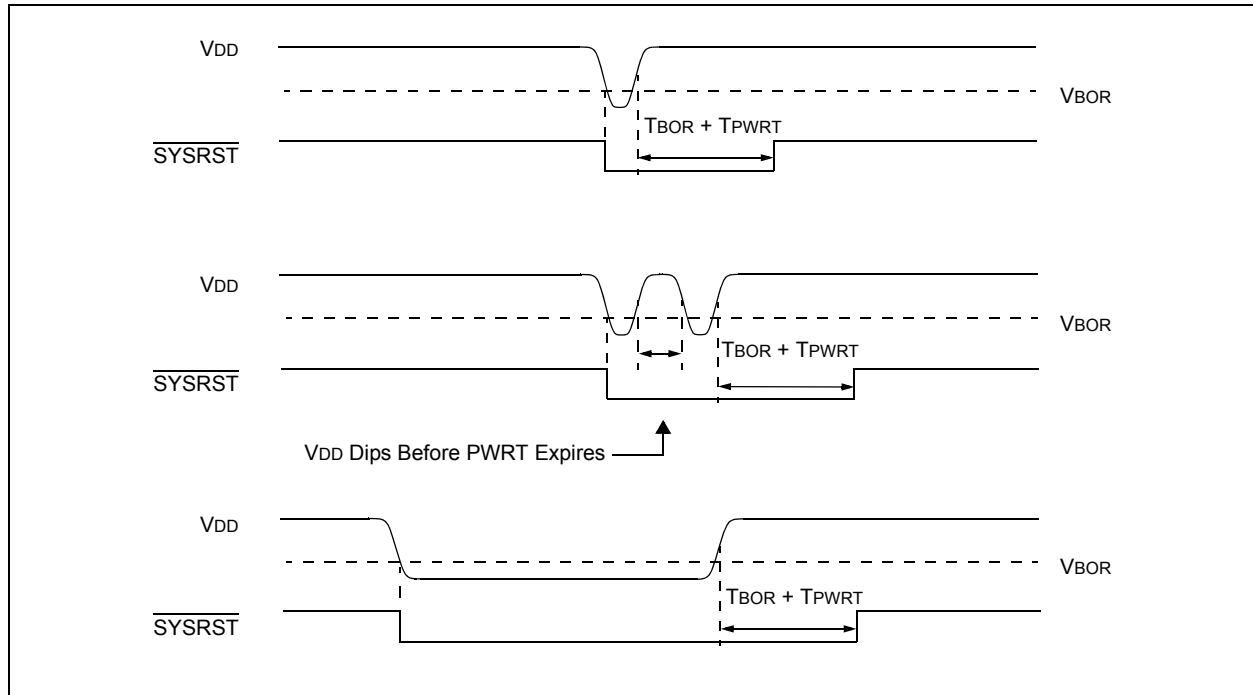 VDD
VBOR
TBOR + TPWRT
SYSRST
VDD
VBOR
TBOR + TPWRT
SYSRST
VDD Dips Before PWRT Expires
VDD
VBOR
TBOR + TPWRT
SYSRST